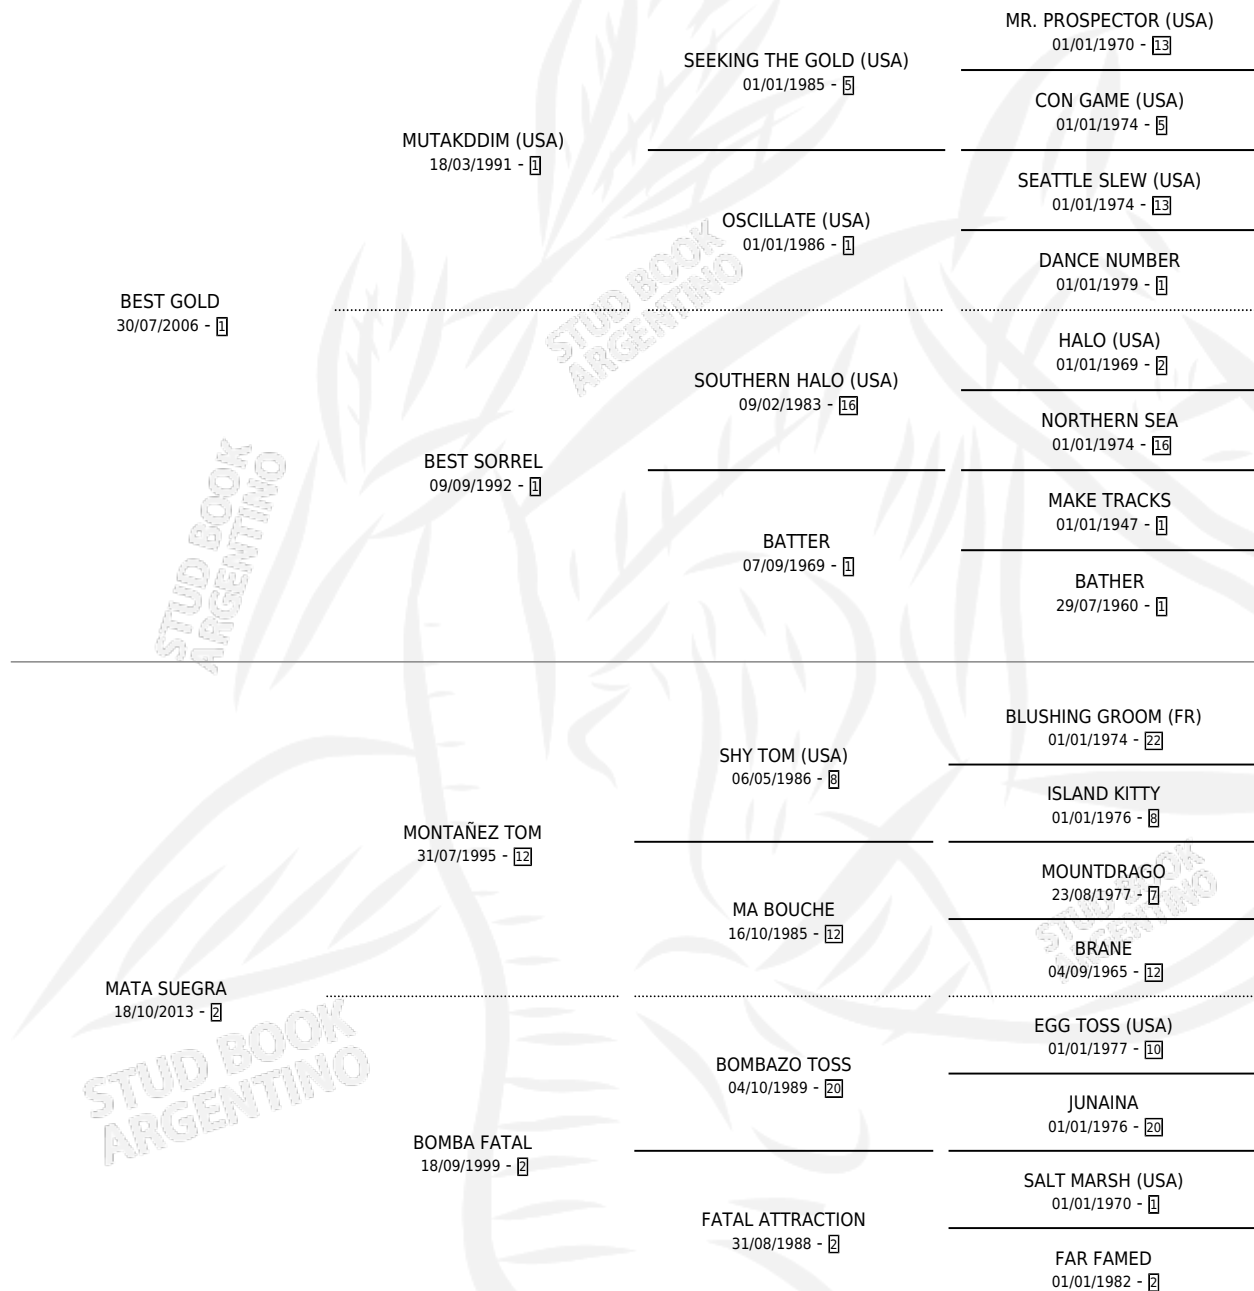 MR. PROSPECTOR (USA)
01/01/1970 - 13
SEEKING THE GOLD (USA)
01/01/1985 - 5
CON GAME (USA)
01/01/1974 - 5
MUTAKDDIM (USA)
18/03/1991 - 1
SEATTLE SLEW (USA)
01/01/1974 - 13
OSCILLATE (USA)
01/01/1986 - 1
DANCE NUMBER
01/01/1979 - 1
BEST GOLD
30/07/2006 - 1
HALO (USA)
01/01/1969 - 2
SOUTHERN HALO (USA)
09/02/1983 - 16
NORTHERN SEA
01/01/1974 - 16
BEST SORREL
09/09/1992 - 1
MAKE TRACKS
01/01/1947 - 1
BATTER
07/09/1969 - 1
BATHER
29/07/1960 - 1
STUD BOOK
ARGENTINO
STUD BOOK
ARGENTINO
BLUSHING GROOM (FR)
01/01/1974 - 22
SHY TOM (USA)
06/05/1986 - 8
ISLAND KITTY
01/01/1976 - 8
MONTAÑEZ TOM
31/07/1995 - 12
MOUNTDRAGO
23/08/1977 - 7
MA BOUCHE
16/10/1985 - 12
BRANE
04/09/1965 - 12
MATA SUEGRA
18/10/2013 - 2
EGG TOSS (USA)
01/01/1977 - 10
BOMBAZO TOSS
04/10/1989 - 20
JUNAINA
01/01/1976 - 20
BOMBA FATAL
18/09/1999 - 2
SALT MARSH (USA)
01/01/1970 - 1
FATAL ATTRACTION
31/08/1988 - 2
FAR FAMED
01/01/1982 - 2
STUD BOOK
ARGENTINO
STUD BOOK
ARGENTINO